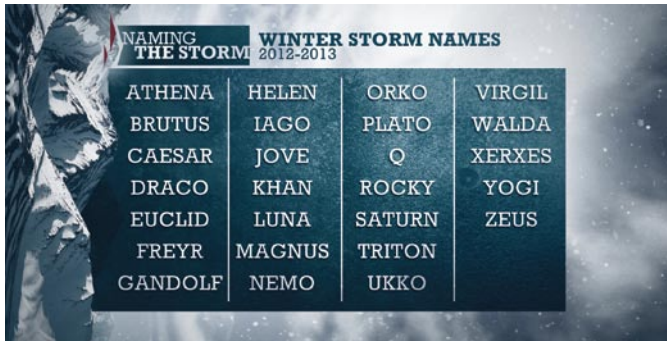 NAMING
THE STORM
WINTER STORM NAMES
2012-2013
ATHENA
BRUTUS
CAESAR
DRACO
EUCLID
FREYR
GANDOLF
HELEN
IAGO
JOVE
KHAN
LUNA
MAGNUS
NEMO
ORKO
PLATO
Q
ROCKY
SATURN
TRITON
UKKO
VIRGIL
WALDA
XERXES
YOGI
ZEUS